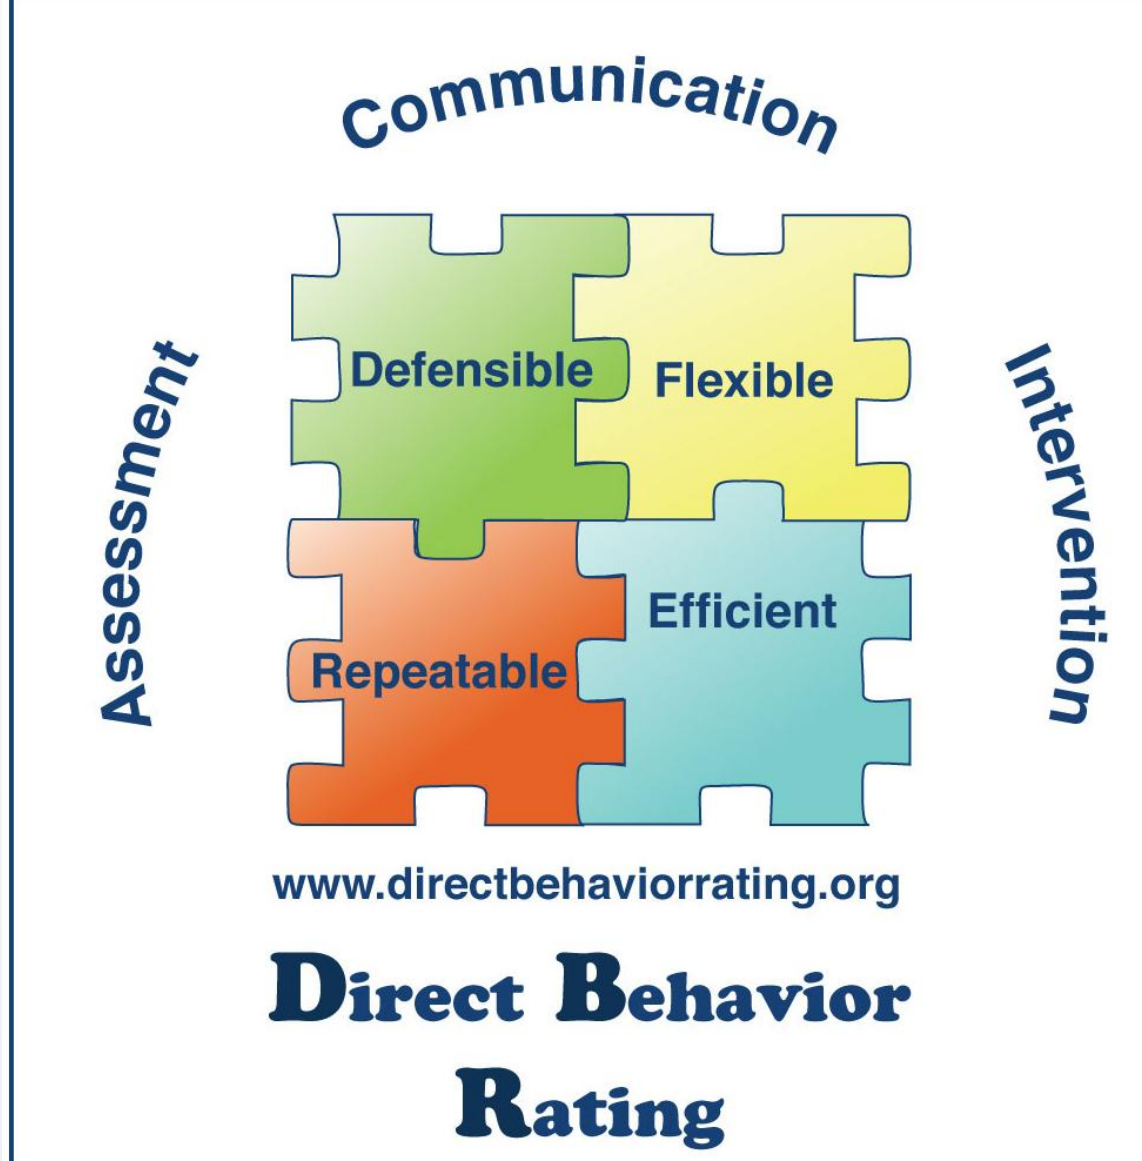 Communication
Assessment
Intervention
Defensible
Flexible
Repeatable
Efficient
www.directbehaviorrating.org
Direct Behavior
Rating